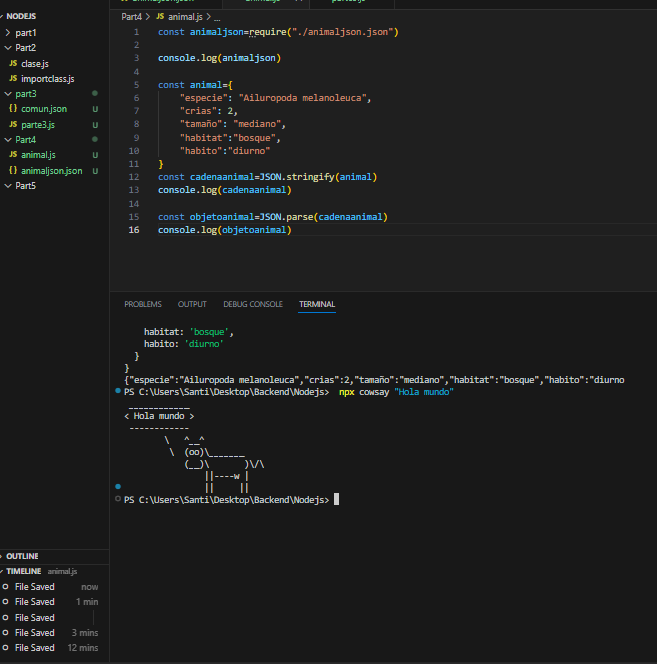 NODEJS
part1
Part2
JS clase.js
JS importclass.js
part3
{} comun.json U
JS parte3.js U
Part4
JS animal.js U
{} animaljson.json U
Part5
OUTLINE
TIMELINE animal.js
File Saved now
File Saved 1 min
File Saved
File Saved 3 mins
File Saved 12 mins
Part4 > JS animal.js > ...
1 const animaljson=require("./animaljson.json")
2
3 console.log(animaljson)
4
5 const animal={
6 "especie": "Ailuropoda melanoleuca",
7 "crias": 2,
8 "tamaño": "mediano",
9 "habitat":"bosque",
10 "habito":"diurno"
11 }
12 const cadenaanimal=JSON.stringify(animal)
13 console.log(cadenaanimal)
14
15 const objetoanimal=JSON.parse(cadenaanimal)
16 console.log(objetoanimal)
PROBLEMS OUTPUT DEBUG CONSOLE TERMINAL
habitat: 'bosque',
habito: 'diurno'
}
}
{"especie":"Ailuropoda melanoleuca","crias":2,"tamaño":"mediano","habitat":"bosque","habito":"diurno
PS C:\Users\Santi\Desktop\Backend\Nodejs> npx cowsay "Hola mundo"
 ____________
< Hola mundo >
 ------------
        \   ^__^
         \  (oo)\_______
            (__)\       )\/\
                ||----w |
                ||     ||
PS C:\Users\Santi\Desktop\Backend\Nodejs>